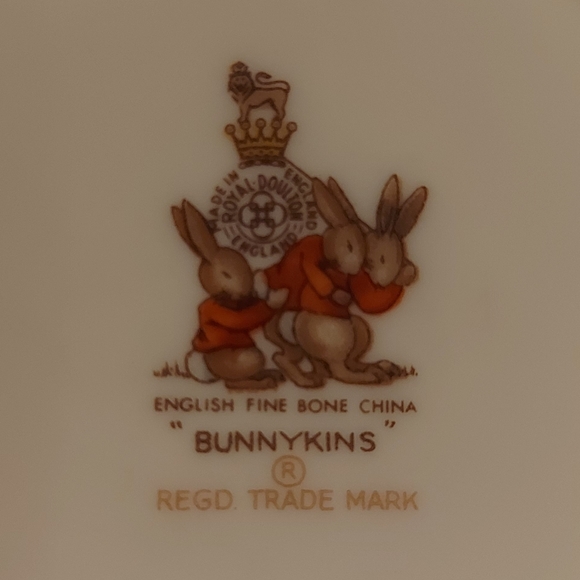 MADE IN ENGLAND
ROYAL·DOULTON
ENGLAND
ENGLISH FINE BONE CHINA
"BUNNYKINS"
®
REGD. TRADE MARK